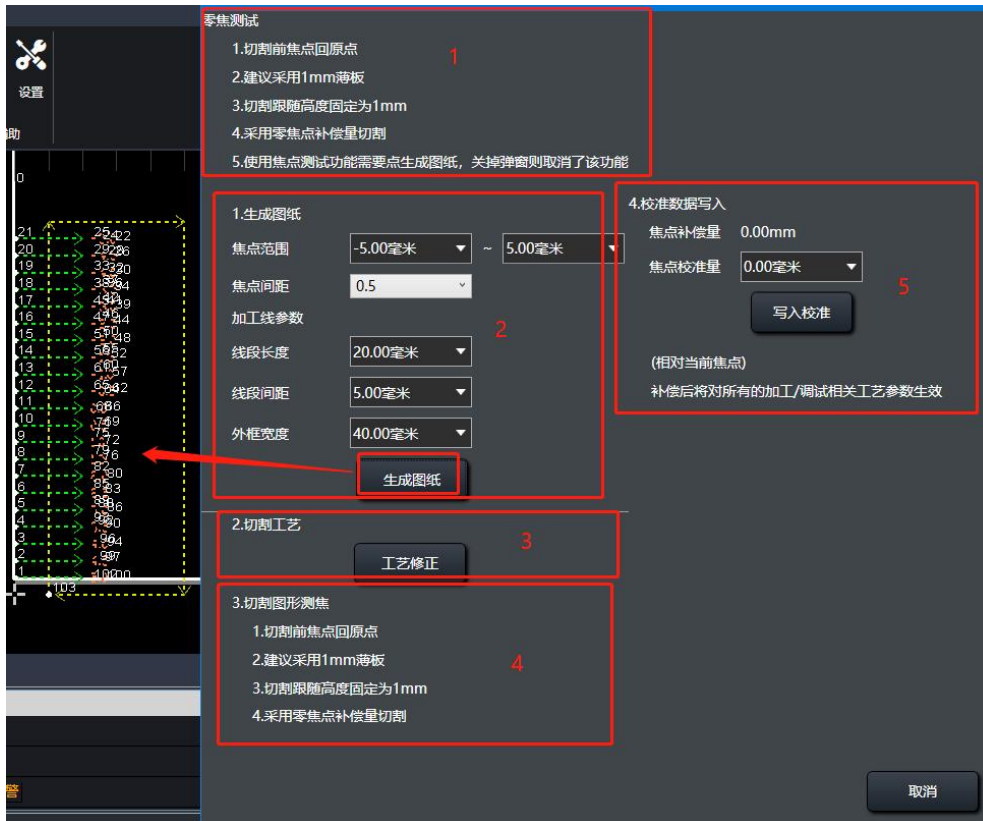 零焦测试
1.切割前焦点回原点
1
2.建议采用1mm薄板
3.切割跟随高度固定为1mm
4.采用零焦点补偿量切割
5.使用焦点测试功能需要点生成图纸，关掉弹窗则取消了该功能
设置
助
0
21
20
19
18
17
16
15
14
13
12
11
10
9
8
7
6
5
4
3
2
1
103
1.生成图纸
焦点范围 -5.00毫米 ~ 5.00毫米
焦点间距 0.5
加工线参数
2
线段长度 20.00毫米
线段间距 5.00毫米
外框宽度 40.00毫米
生成图纸
2.切割工艺
3
工艺修正
3.切割图形测焦
1.切割前焦点回原点
2.建议采用1mm薄板
4
3.切割跟随高度固定为1mm
4.采用零焦点补偿量切割
4.校准数据写入
焦点补偿量 0.00mm
焦点校准量 0.00毫米
5
写入校准
(相对当前焦点)
补偿后将对所有的加工/调试相关工艺参数生效
警
取消